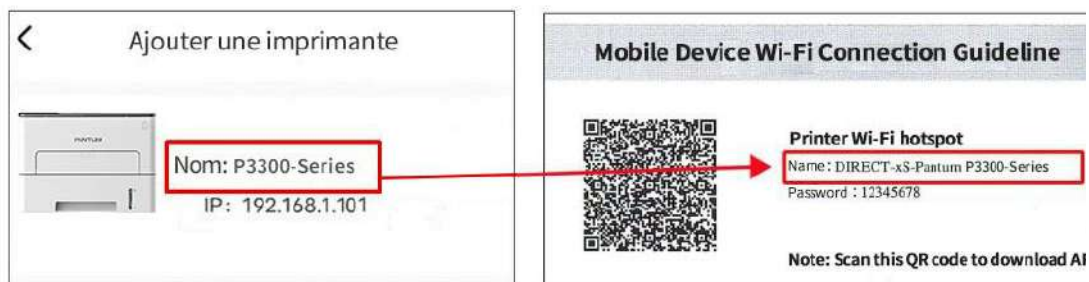 Ajouter une imprimante
PANTUM
Nom: P3300-Series
IP: 192.168.1.101
Mobile Device Wi-Fi Connection Guideline
Printer Wi-Fi hotspot
Name: DIRECT-xS-Pantum P3300-Series
Password : 12345678
Note: Scan this QR code to download